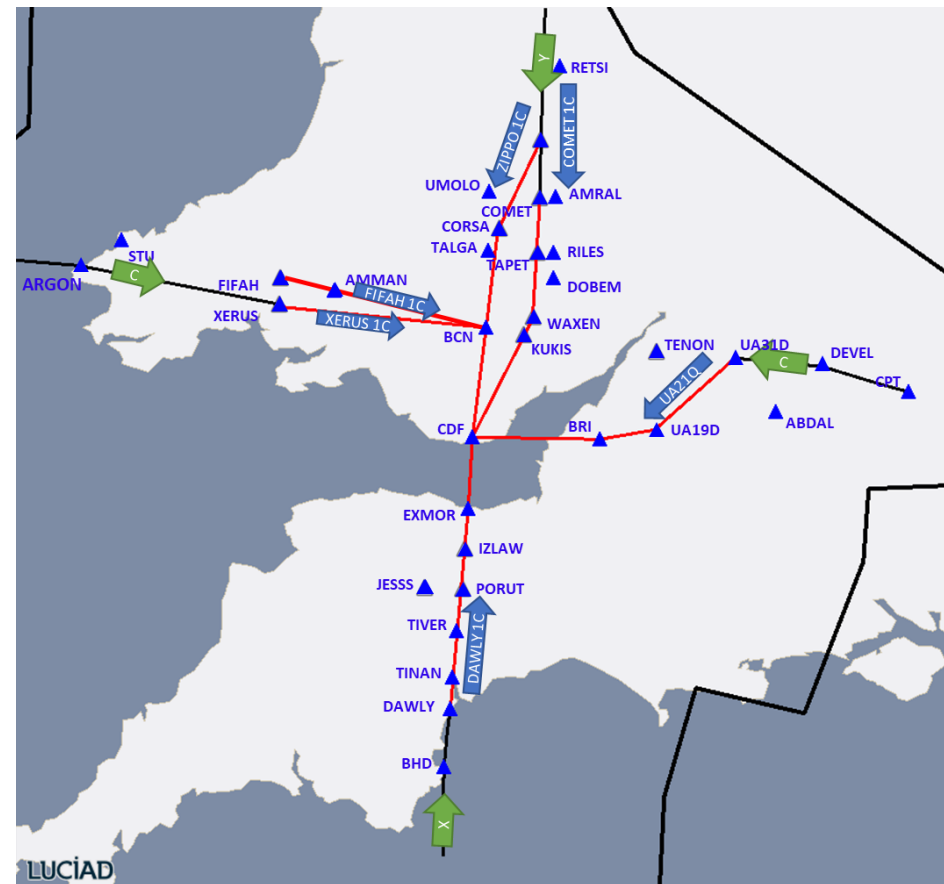 Y
RETSI
ZIPPO 1C
COMET 1C
UMOLO
AMRAL
COMET
CORSA
STU
TALGA
TAPET
RILES
ARGON
C
FIFAH
AMMAN
DOBEM
FIFAH 1C
XERUS
XERUS 1C
WAXEN
BCN
KUKIS
TENON
UA31D
DEVEL
C
UA21Q
CPT
ABDAL
CDF
BRI
UA19D
EXMOR
IZLAW
JESSS
PORUT
TIVER
DAWLY 1C
TINAN
DAWLY
BHD
X
LUCIAD